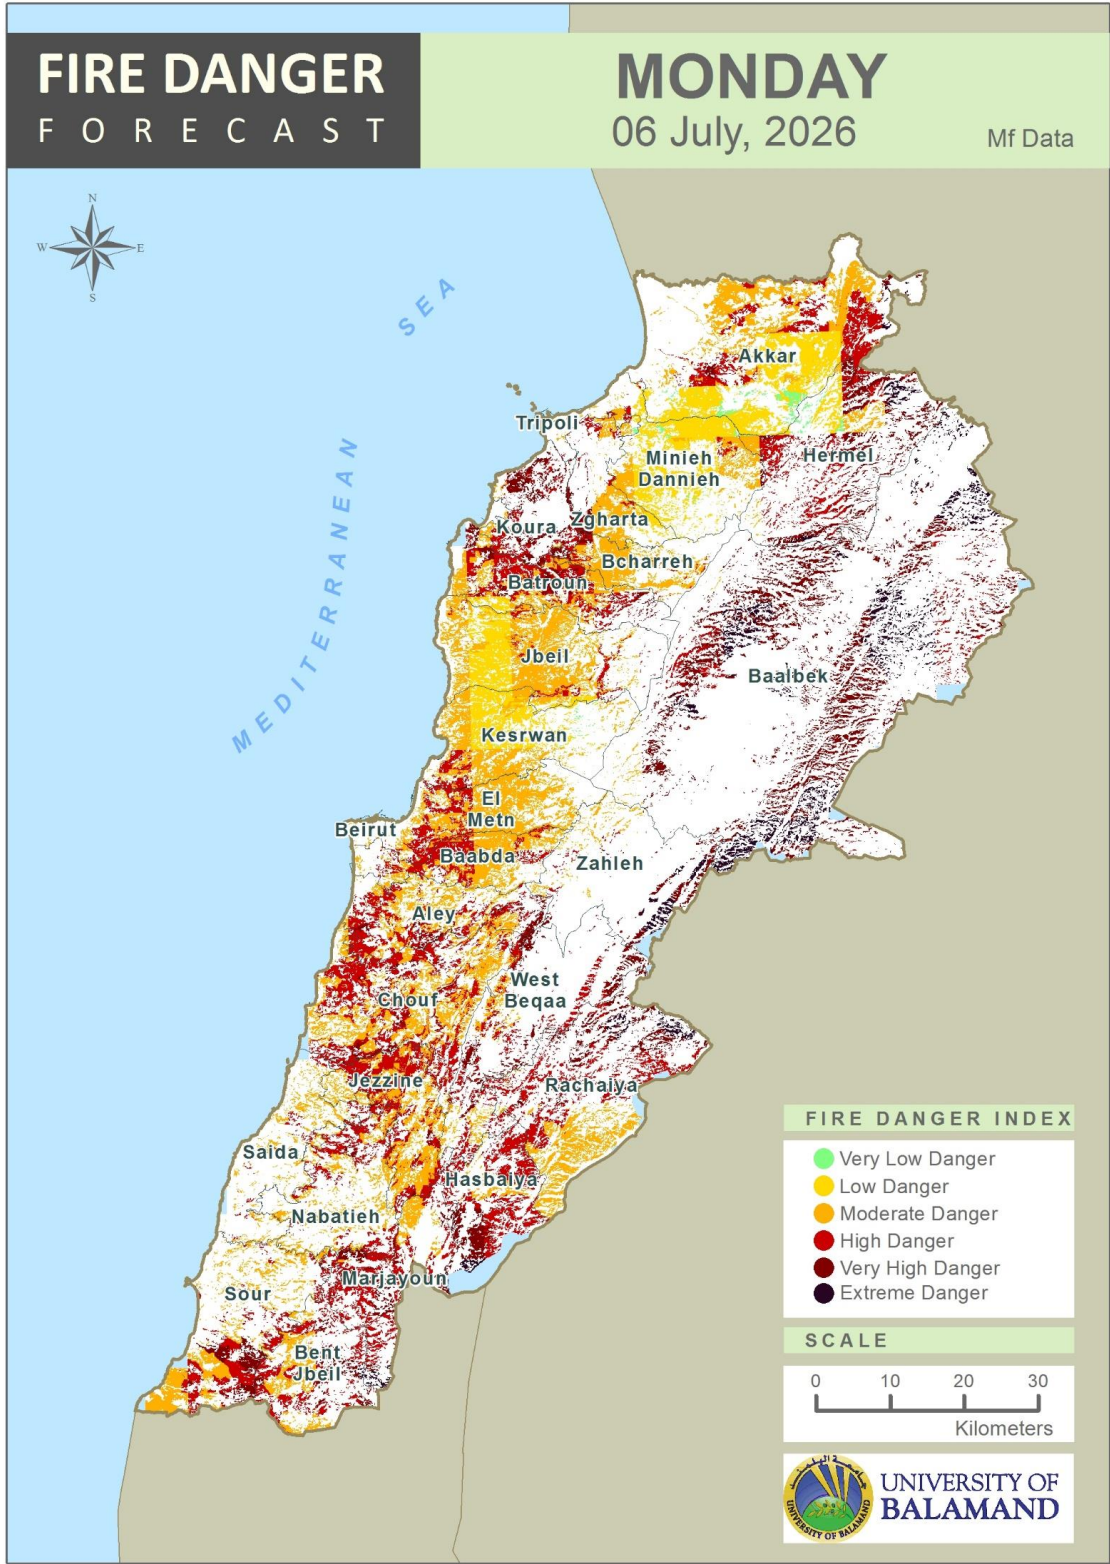 FIRE DANGER
FORECAST
MONDAY
06 July, 2026
Mf Data
N
W
E
S
SEA
MEDITERRANEAN
Akkar
Tripoli
Minieh
Dannieh
Hermel
Koura
Zgharta
Bcharreh
Batroun
Jbeil
Baalbek
Kesrwan
El
Metn
Beirut
Baabda
Zahleh
Aley
West
Beqaa
Chouf
Jezzine
Rachaiya
Saida
Hasbaiya
Nabatieh
Marjayoun
Sour
Bent
Jbeil
FIRE DANGER INDEX
Very Low Danger
Low Danger
Moderate Danger
High Danger
Very High Danger
Extreme Danger
SCALE
0 10 20 30
Kilometers
UNIVERSITY OF BALAMAND
UNIVERSITY OF
BALAMAND